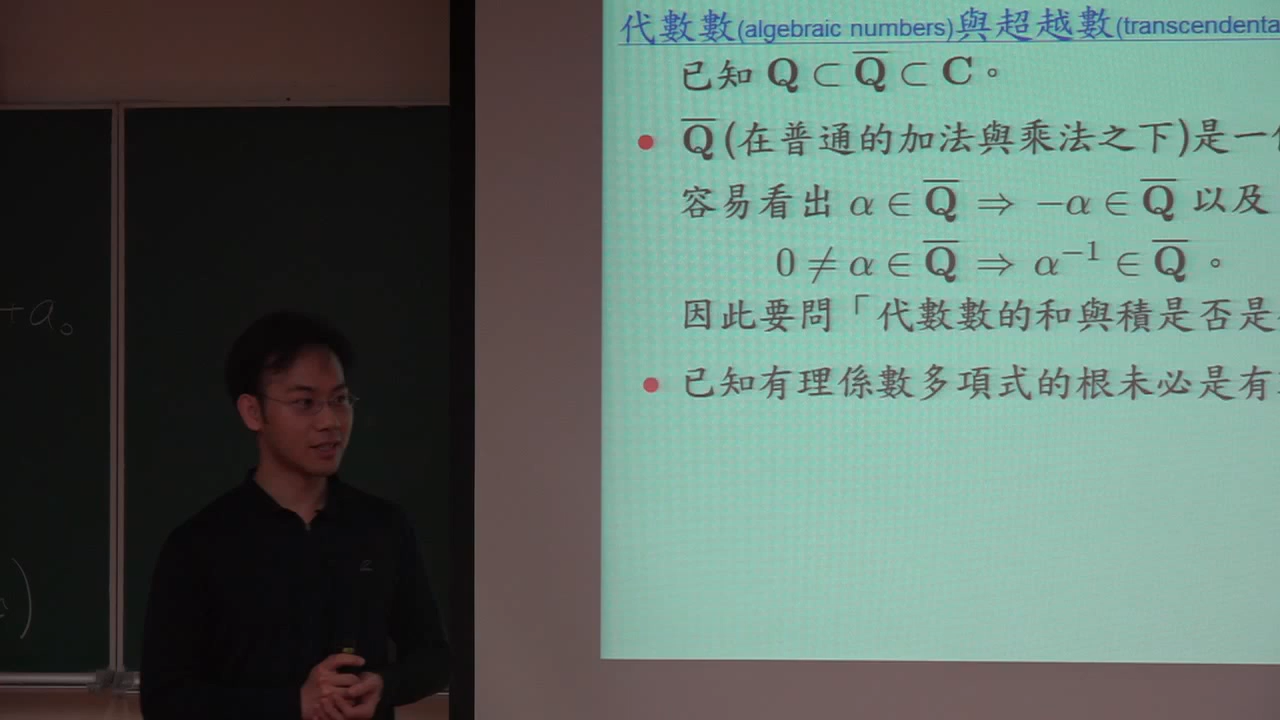 代數數(algebraic numbers)與超越數(transcendenta
已知 Q ⊂ Q̅ ⊂ C。
• Q̅ (在普通的加法與乘法之下)是一
容易看出 α ∈ Q̅ ⇒ −α ∈ Q̅ 以及
0 ≠ α ∈ Q̅ ⇒ α⁻¹ ∈ Q̅ 。
因此要問「代數數的和與積是否是
• 已知有理係數多項式的根未必是有
+a₀
)